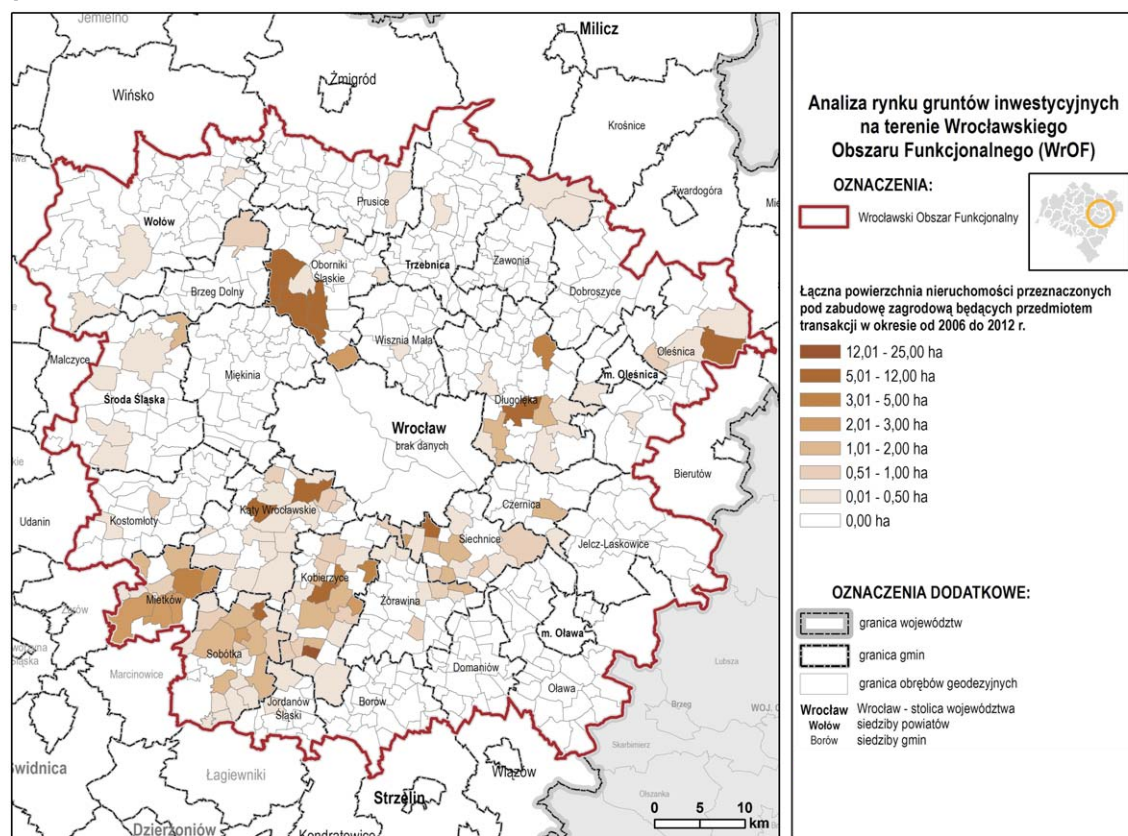 Jemielno
Milicz
Żmigród
Wińsko
Krośnice
Twardogóra
Prusice
Wołów
Trzebnica
Zawonia
Oborniki
Śląskie
Brzeg Dolny
Dobroszyce
Wisznia Mała
Oleśnica
Malczyce
Miękinia
m. Oleśnica
Środa Śląska
Długołęka
Wrocław
brak danych
Bierutów
Czernica
Udanin
Kostomłoty
Kąty Wrocławskie
Siechnice
Jelcz-Laskowice
Kobierzyce
Mietków
Żórawina
Żarów
m. Oława
Sobótka
Marcinowice
Domaniów
Lubsza
Oława
Jordanów
Śląski
Borów
Brzeg
WOJ. O
Skarbimierz
Łagiewniki
Wiązów
Świdnica
Strzelin
Olszanka
Dzierżoniów
Kondratowice
0 5 10
km
Analiza rynku gruntów inwestycyjnych
na terenie Wrocławskiego
Obszaru Funkcjonalnego (WrOF)
OZNACZENIA:
Wrocławski Obszar Funkcjonalny
Łączna powierzchnia nieruchomości przeznaczonych
pod zabudowę zagrodową będących przedmiotem
transakcji w okresie od 2006 do 2012 r.
12,01 - 25,00 ha
5,01 - 12,00 ha
3,01 - 5,00 ha
2,01 - 3,00 ha
1,01 - 2,00 ha
0,51 - 1,00 ha
0,01 - 0,50 ha
0,00 ha
OZNACZENIA DODATKOWE:
granica województw
granica gmin
granica obrębów geodezyjnych
Wrocław Wrocław - stolica województwa
Wołów siedziby powiatów
Borów siedziby gmin